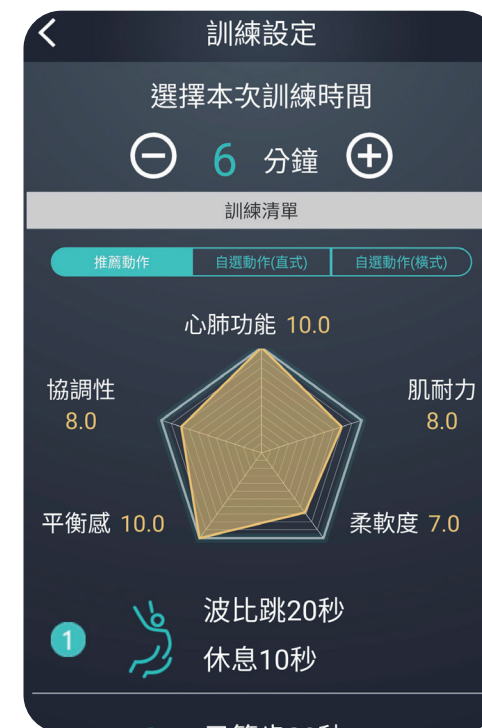 訓練設定
選擇本次訓練時間
6 分鐘
訓練清單
推薦動作 自選動作(直式) 自選動作(橫式)
心肺功能 10.0
協調性 肌耐力
8.0 8.0
平衡感 10.0 柔軟度 7.0
1 波比跳20秒
休息10秒